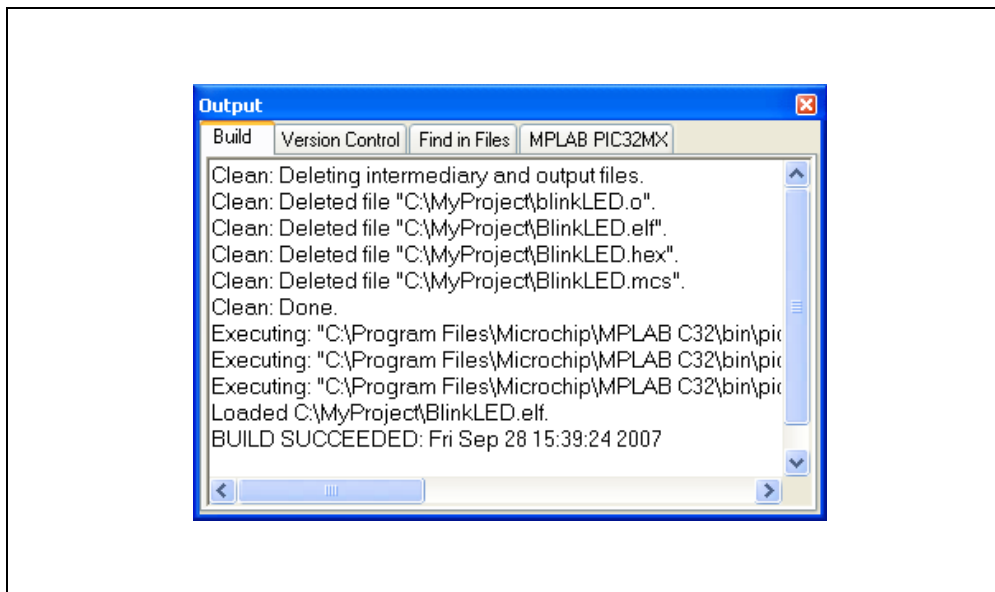 Output
Build Version Control Find in Files MPLAB PIC32MX
Clean: Deleting intermediary and output files.
Clean: Deleted file "C:\MyProject\blinkLED.o".
Clean: Deleted file "C:\MyProject\BlinkLED.elf".
Clean: Deleted file "C:\MyProject\BlinkLED.hex".
Clean: Deleted file "C:\MyProject\BlinkLED.mcs".
Clean: Done.
Executing: "C:\Program Files\Microchip\MPLAB C32\bin\pic
Executing: "C:\Program Files\Microchip\MPLAB C32\bin\pic
Executing: "C:\Program Files\Microchip\MPLAB C32\bin\pic
Loaded C:\MyProject\BlinkLED.elf.
BUILD SUCCEEDED: Fri Sep 28 15:39:24 2007